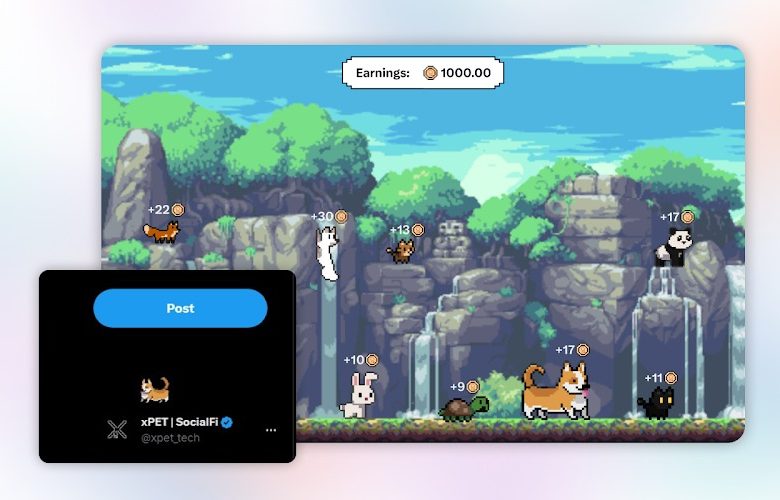 Earnings: 1000.00
+22
+30
+13
+17
Post
+17
+10
+11
+9
xPET | SocialFi
@xpet_tech